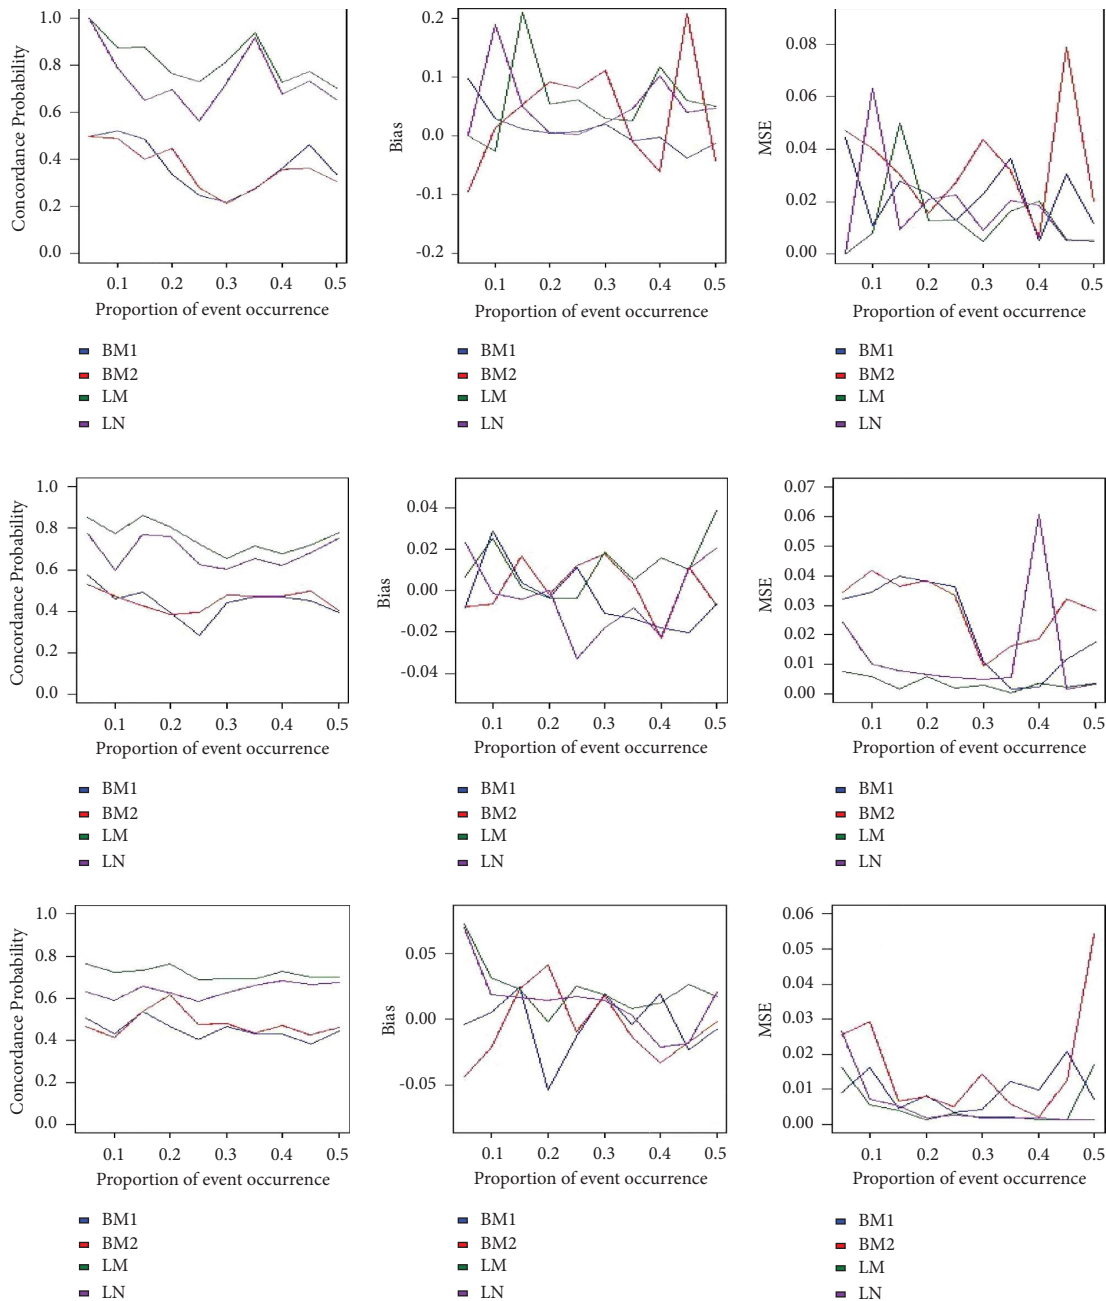 Concordance Probability
1.0
0.8
0.6
0.4
0.2
0.0
0.1 0.2 0.3 0.4 0.5
Proportion of event occurrence
BM1
BM2
LM
LN
Bias
0.2
0.1
0.0
-0.1
-0.2
0.1 0.2 0.3 0.4 0.5
Proportion of event occurrence
BM1
BM2
LM
LN
MSE
0.08
0.06
0.04
0.02
0.00
0.1 0.2 0.3 0.4 0.5
Proportion of event occurrence
BM1
BM2
LM
LN
Concordance Probability
1.0
0.8
0.6
0.4
0.2
0.0
0.1 0.2 0.3 0.4 0.5
Proportion of event occurrence
BM1
BM2
LM
LN
Bias
0.04
0.02
0.00
-0.02
-0.04
0.1 0.2 0.3 0.4 0.5
Proportion of event occurrence
BM1
BM2
LM
LN
MSE
0.07
0.06
0.05
0.04
0.03
0.02
0.01
0.00
0.1 0.2 0.3 0.4 0.5
Proportion of event occurrence
BM1
BM2
LM
LN
Concordance Probability
1.0
0.8
0.6
0.4
0.2
0.0
0.1 0.2 0.3 0.4 0.5
Proportion of event occurrence
BM1
BM2
LM
LN
Bias
0.05
0.00
-0.05
0.1 0.2 0.3 0.4 0.5
Proportion of event occurrence
BM1
BM2
LM
LN
MSE
0.06
0.05
0.04
0.03
0.02
0.01
0.00
0.1 0.2 0.3 0.4 0.5
Proportion of event occurrence
BM1
BM2
LM
LN